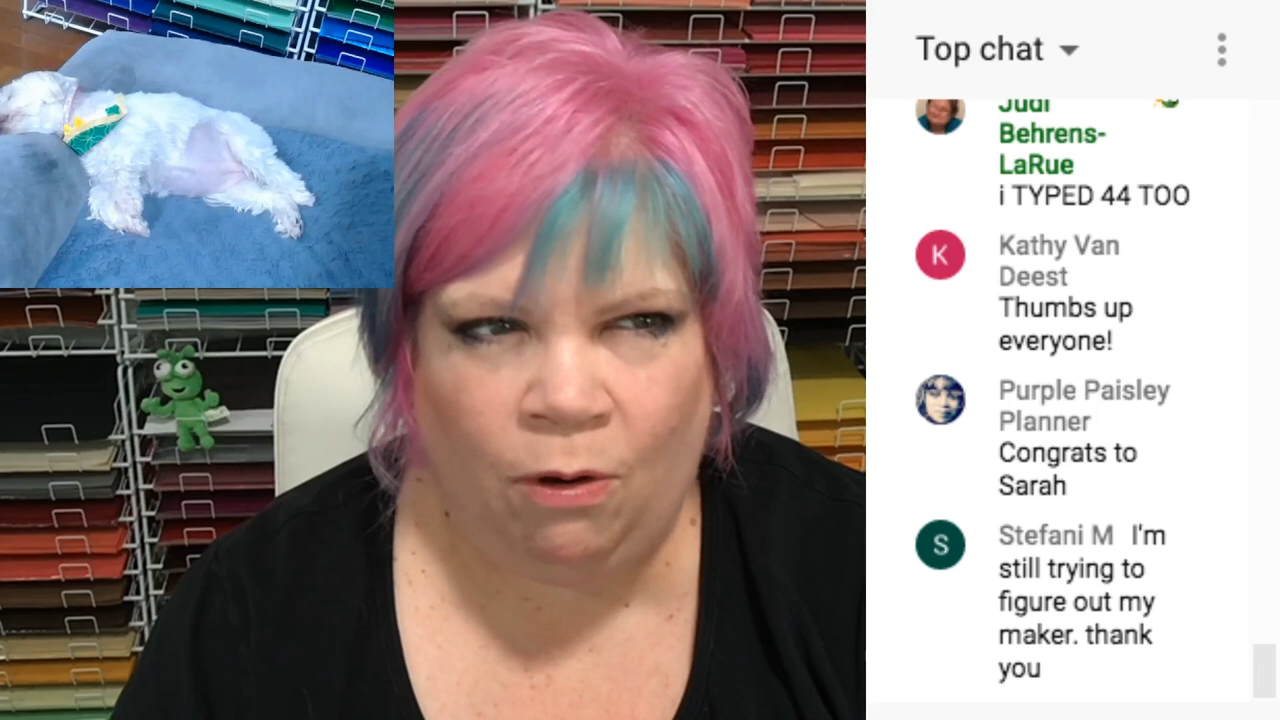 Top chat
Judi
Behrens-
LaRue
i TYPED 44 TOO
K
Kathy Van
Deest
Thumbs up
everyone!
Purple Paisley
Planner
Congrats to
Sarah
S
Stefani M I'm
still trying to
figure out my
maker. thank
you